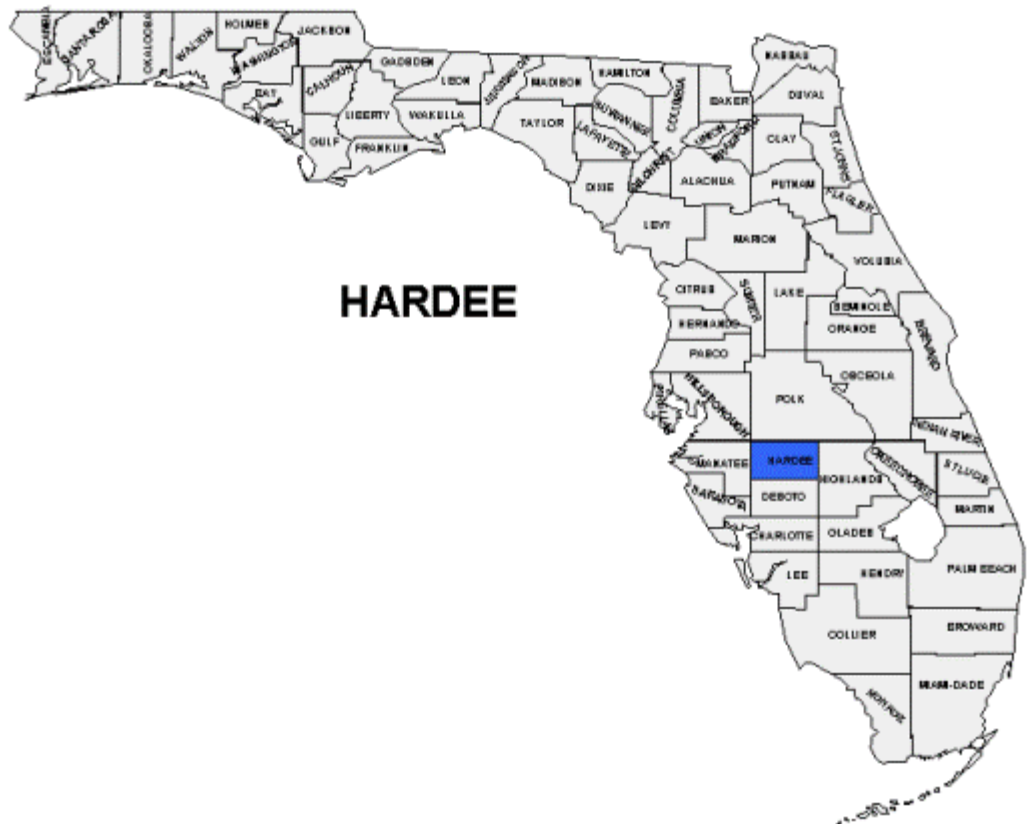 ESCAMBIA
SANTA ROSA
OKALOOSA
WALTON
HOLMES
WASHINGTON
JACKSON
BAY
CALHOUN
GULF
LIBERTY
GADSDEN
FRANKLIN
LEON
WAKULLA
JEFFERSON
MADISON
TAYLOR
HAMILTON
SUWANNEE
LAFAYETTE
DIXIE
COLUMBIA
GILCHRIST
BAKER
UNION
BRADFORD
ALACHUA
LEVY
NASSAU
DUVAL
CLAY
ST JOHNS
PUTNAM
FLAGLER
MARION
VOLUSIA
HARDEE
CITRUS
SUMTER
LAKE
SEMINOLE
HERNANDO
ORANGE
BREVARD
PASCO
OSCEOLA
PINELLAS
HILLSBOROUGH
POLK
INDIAN RIVER
MANATEE
HARDEE
HIGHLANDS
OKEECHOBEE
ST LUCIE
SARASOTA
DESOTO
MARTIN
CHARLOTTE
GLADES
LEE
HENDRY
PALM BEACH
COLLIER
BROWARD
MONROE
MIAMI-DADE